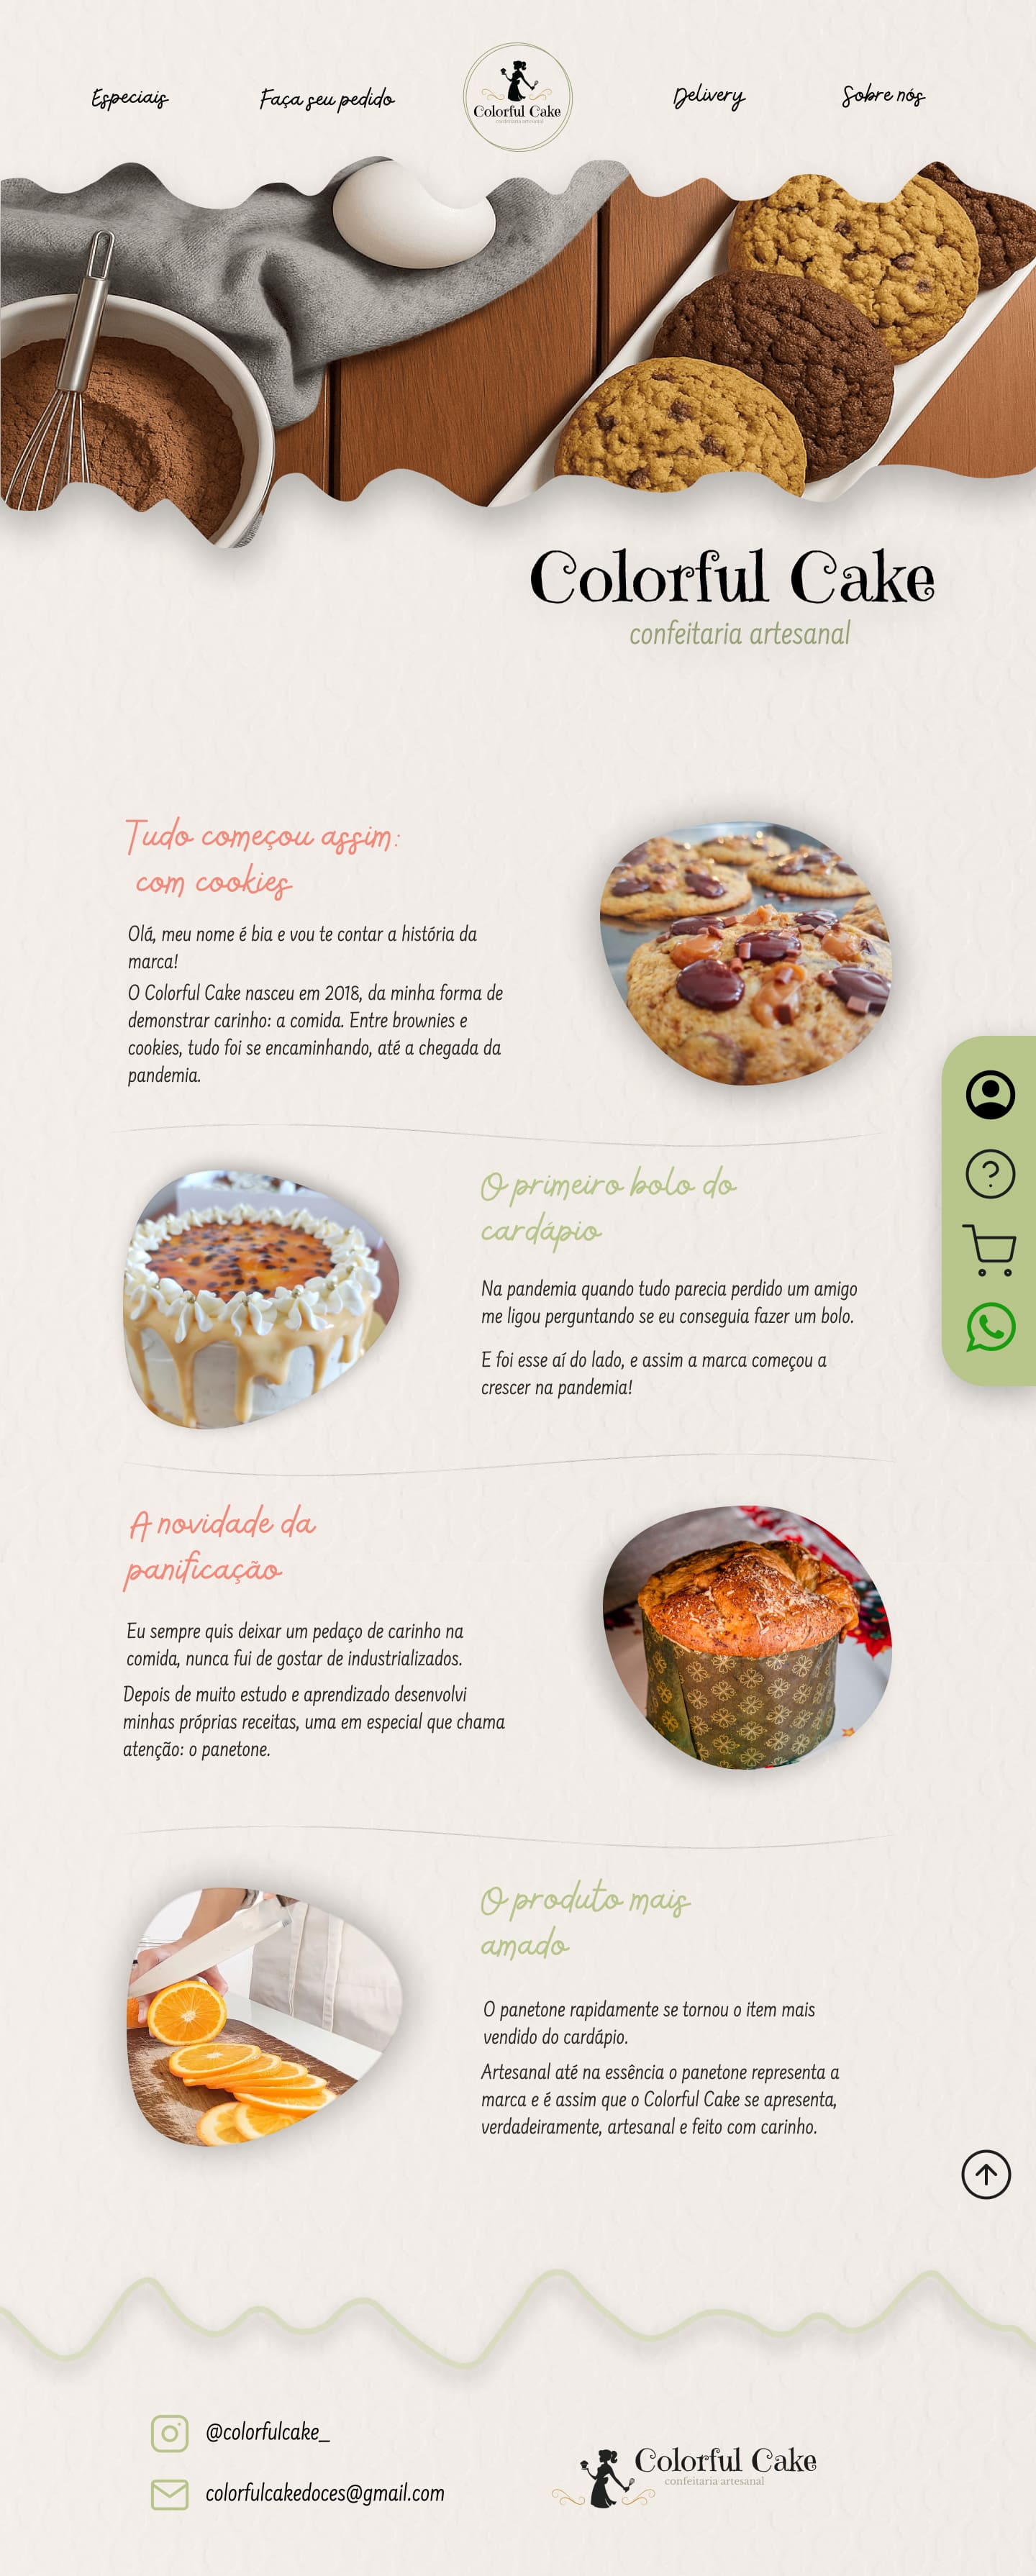 Especiais
Faça seu pedido
Colorful Cake
confeitaria artesanal
Delivery
Sobre nós
Colorful Cake
confeitaria artesanal
Tudo começou assim:
com cookies
Olá, meu nome é bia e vou te contar a história da
marca!
O Colorful Cake nasceu em 2018, da minha forma de
demonstrar carinho: a comida. Entre brownies e
cookies, tudo foi se encaminhando, até a chegada da
pandemia.
O primeiro bolo do
cardápio
Na pandemia quando tudo parecia perdido um amigo
me ligou perguntando se eu conseguia fazer um bolo.
E foi esse aí do lado, e assim a marca começou a
crescer na pandemia!
A novidade da
panificação
Eu sempre quis deixar um pedaço de carinho na
comida, nunca fui de gostar de industrializados.
Depois de muito estudo e aprendizado desenvolvi
minhas próprias receitas, uma em especial que chama
atenção: o panetone.
O produto mais
amado
O panetone rapidamente se tornou o item mais
vendido do cardápio.
Artesanal até na essência o panetone representa a
marca e é assim que o Colorful Cake se apresenta,
verdadeiramente, artesanal e feito com carinho.
@colorfulcake_
colorfulcakedoces@gmail.com
Colorful Cake
confeitaria artesanal